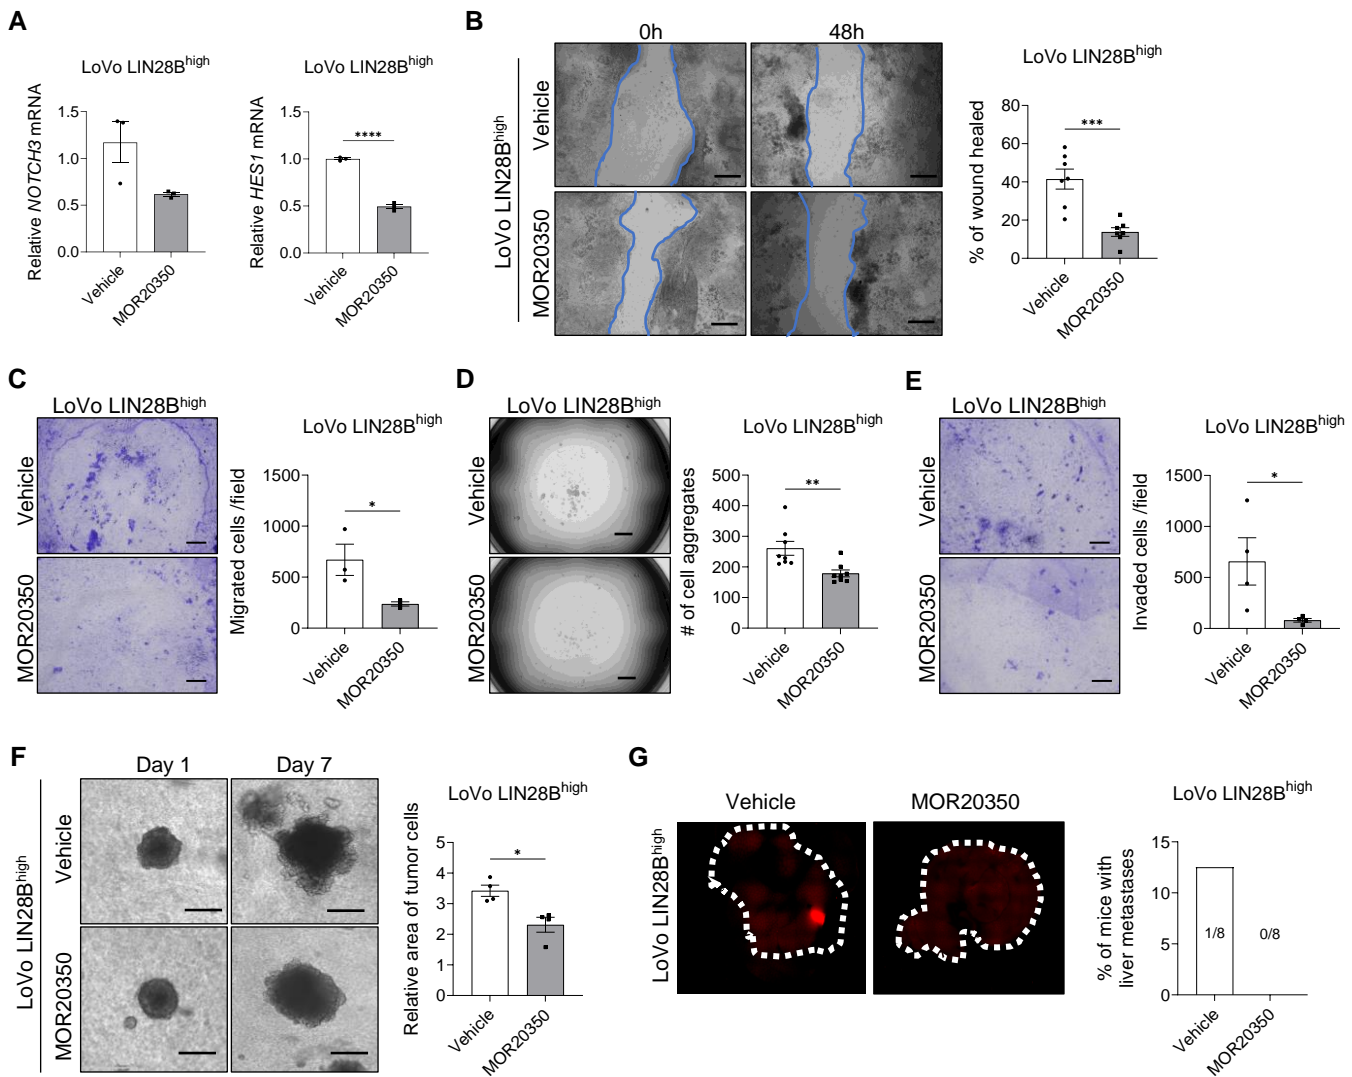 A
LoVo LIN28Bhigh
Relative NOTCH3 mRNA
1.5
1.0
0.5
0.0
Vehicle
MOR20350
LoVo LIN28Bhigh
Relative HES1 mRNA
1.5
1.0
0.5
0.0
****
Vehicle
MOR20350
B
0h
48h
LoVo LIN28Bhigh
Vehicle
MOR20350
LoVo LIN28Bhigh
% of wound healed
80
60
40
20
0
***
Vehicle
MOR20350
C
LoVo LIN28Bhigh
Vehicle
MOR20350
LoVo LIN28Bhigh
Migrated cells /field
1500
1000
500
0
*
Vehicle
MOR20350
D
LoVo LIN28Bhigh
Vehicle
MOR20350
LoVo LIN28Bhigh
# of cell aggregates
500
400
300
200
100
0
**
Vehicle
MOR20350
E
LoVo LIN28Bhigh
Vehicle
MOR20350
LoVo LIN28Bhigh
Invaded cells /field
1500
1000
500
0
*
Vehicle
MOR20350
F
Day 1
Day 7
LoVo LIN28Bhigh
Vehicle
MOR20350
LoVo LIN28Bhigh
Relative area of tumor cells
5
4
3
2
1
0
*
Vehicle
MOR20350
G
Vehicle
MOR20350
LoVo LIN28Bhigh
LoVo LIN28Bhigh
% of mice with
liver metastases
15
10
5
0
1/8
0/8
Vehicle
MOR20350